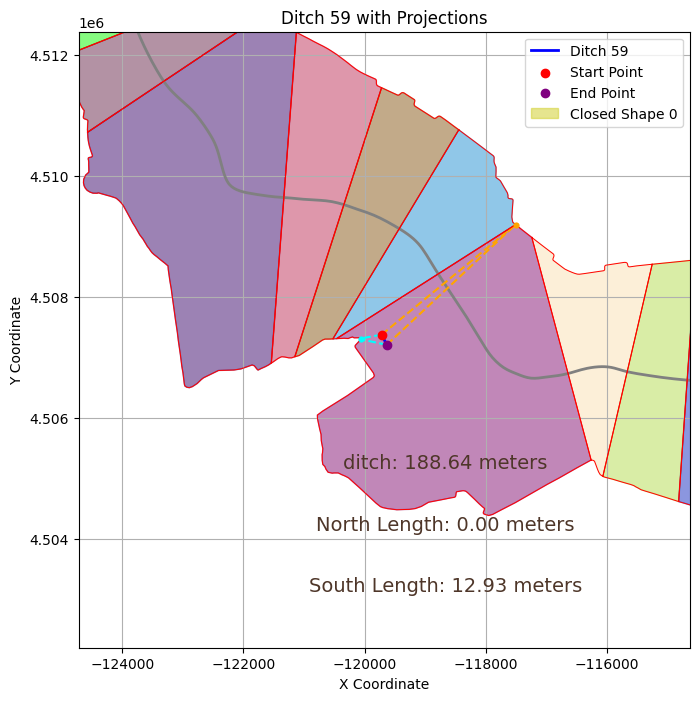 Ditch 59 with Projections
1e6
Ditch 59
Start Point
End Point
Closed Shape 0
4.512
4.510
4.508
4.506
4.504
Y Coordinate
ditch: 188.64 meters
North Length: 0.00 meters
South Length: 12.93 meters
−124000 −122000 −120000 −118000 −116000
X Coordinate